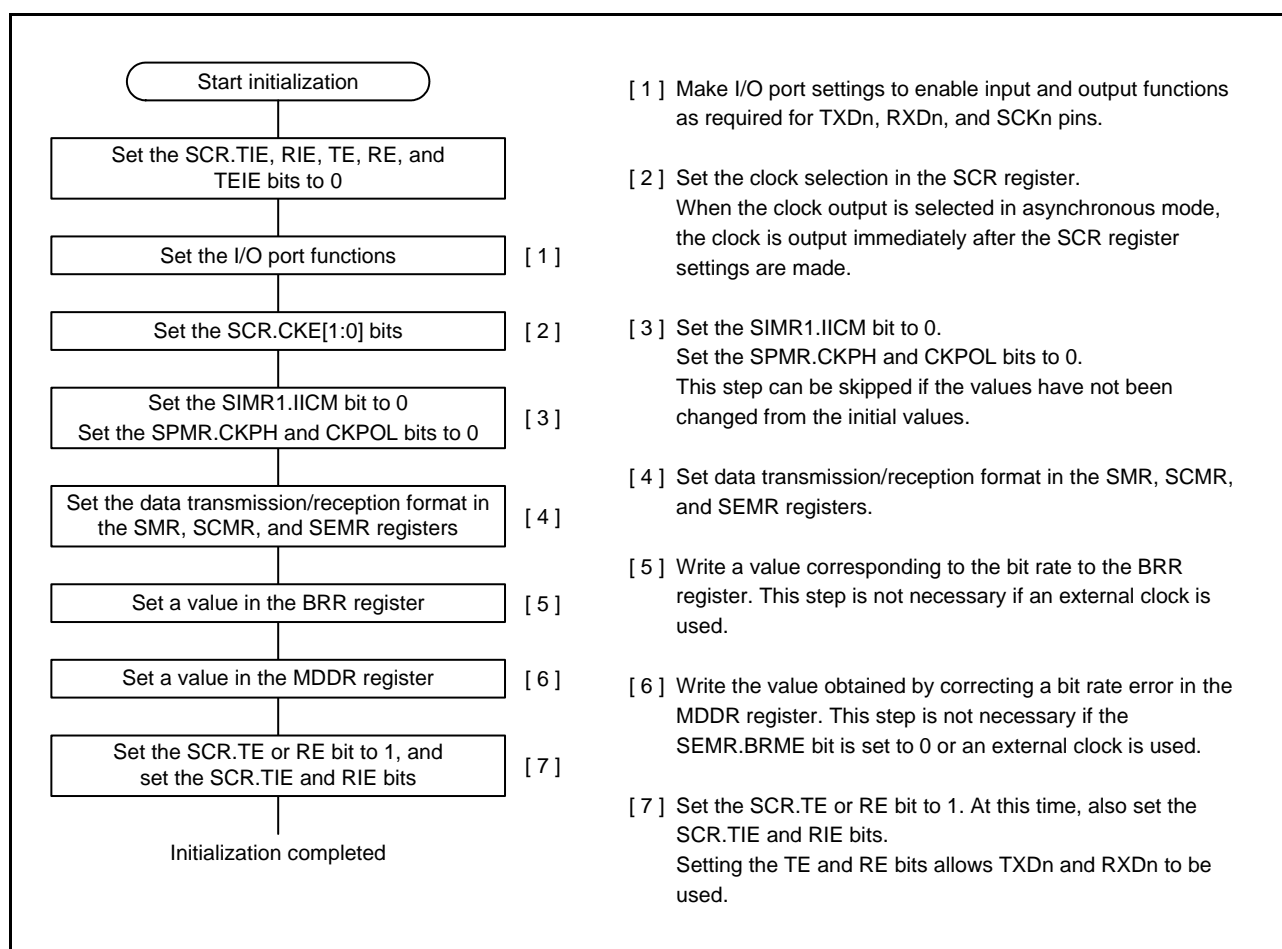 Start initialization
Set the SCR.TIE, RIE, TE, RE, and
TEIE bits to 0
Set the I/O port functions
[ 1 ]
Set the SCR.CKE[1:0] bits
[ 2 ]
Set the SIMR1.IICM bit to 0
Set the SPMR.CKPH and CKPOL bits to 0
[ 3 ]
Set the data transmission/reception format in
the SMR, SCMR, and SEMR registers
[ 4 ]
Set a value in the BRR register
[ 5 ]
Set a value in the MDDR register
[ 6 ]
Set the SCR.TE or RE bit to 1, and
set the SCR.TIE and RIE bits
[ 7 ]
Initialization completed
[ 1 ] Make I/O port settings to enable input and output functions
as required for TXDn, RXDn, and SCKn pins.
[ 2 ] Set the clock selection in the SCR register.
When the clock output is selected in asynchronous mode,
the clock is output immediately after the SCR register
settings are made.
[ 3 ] Set the SIMR1.IICM bit to 0.
Set the SPMR.CKPH and CKPOL bits to 0.
This step can be skipped if the values have not been
changed from the initial values.
[ 4 ] Set data transmission/reception format in the SMR, SCMR,
and SEMR registers.
[ 5 ] Write a value corresponding to the bit rate to the BRR
register. This step is not necessary if an external clock is
used.
[ 6 ] Write the value obtained by correcting a bit rate error in the
MDDR register. This step is not necessary if the
SEMR.BRME bit is set to 0 or an external clock is used.
[ 7 ] Set the SCR.TE or RE bit to 1. At this time, also set the
SCR.TIE and RIE bits.
Setting the TE and RE bits allows TXDn and RXDn to be
used.